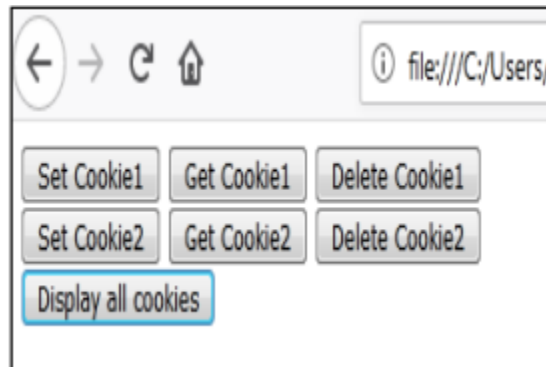 file:///C:/Users/
Set Cookie1 Get Cookie1 Delete Cookie1
Set Cookie2 Get Cookie2 Delete Cookie2
Display all cookies